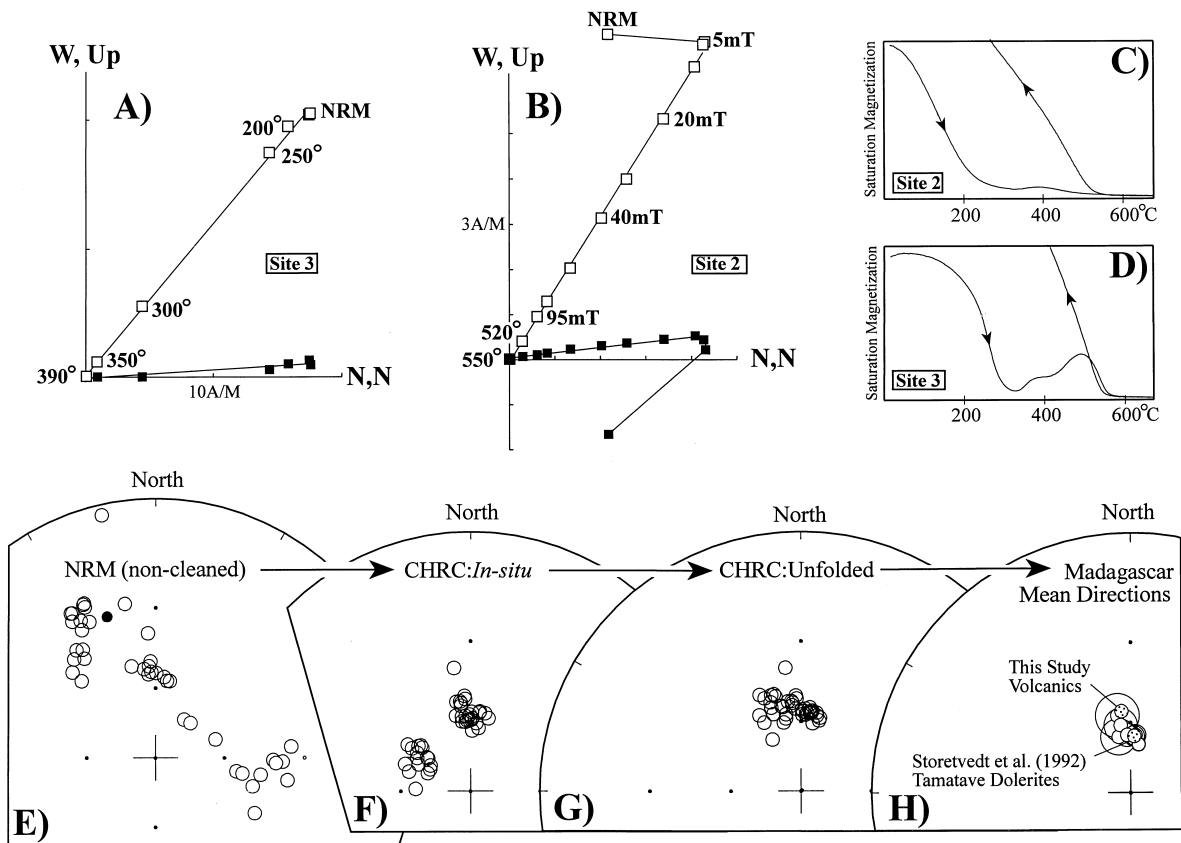 W, Up
A)
NRM
200°
250°
Site 3
300°
350°
390°
N,N
10A/M
NRM
W, Up
5mT
B)
20mT
40mT
3A/M
Site 2
95mT
520°
550°
N,N
C)
Saturation Magnetization
Site 2
200
400
600°C
D)
Saturation Magnetization
Site 3
200
400
600°C
North
NRM (non-cleaned)
E)
North
CHRC:In-situ
F)
North
CHRC:Unfolded
G)
North
Madagascar
Mean Directions
This Study
Volcanics
Storetvedt et al. (1992)
Tamatave Dolerites
H)